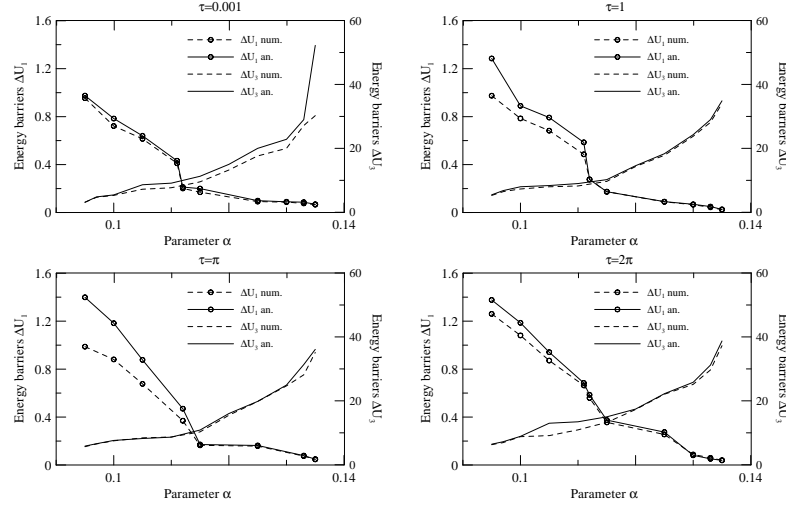 τ=0.001
1.6
1.2
0.8
0.4
0
60
40
20
0
0.1
0.14
Energy barriers ΔU₁
Energy barriers ΔU₃
Parameter α
ΔU₁ num.
ΔU₁ an.
ΔU₃ num.
ΔU₃ an.
τ=1
1.6
1.2
0.8
0.4
0
60
40
20
0
0.1
0.14
Energy barriers ΔU₁
Energy barriers ΔU₃
Parameter α
ΔU₁ num.
ΔU₁ an.
ΔU₃ num.
ΔU₃ an.
τ=π
1.6
1.2
0.8
0.4
0
60
40
20
0
0.1
0.14
Energy barriers ΔU₁
Energy barriers ΔU₃
Parameter α
ΔU₁ num.
ΔU₁ an.
ΔU₃ num.
ΔU₃ an.
τ=2π
1.6
1.2
0.8
0.4
0
60
40
20
0
0.1
0.14
Energy barriers ΔU₁
Energy barriers ΔU₃
Parameter α
ΔU₁ num.
ΔU₁ an.
ΔU₃ num.
ΔU₃ an.